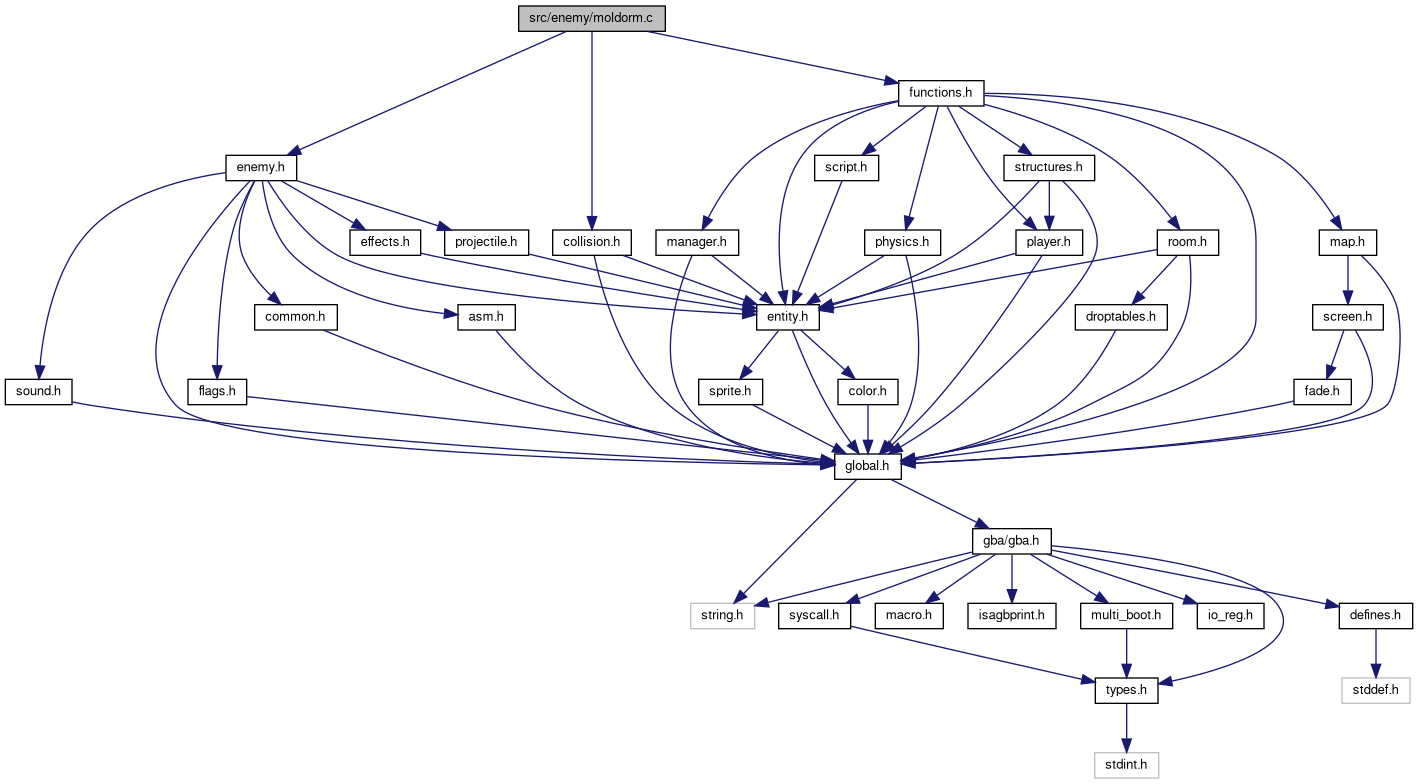 src/enemy/moldorm.c
functions.h
enemy.h
script.h
structures.h
effects.h
projectile.h
collision.h
manager.h
physics.h
player.h
room.h
map.h
common.h
asm.h
entity.h
droptables.h
screen.h
sound.h
flags.h
sprite.h
color.h
fade.h
global.h
gba/gba.h
string.h
syscall.h
macro.h
isagbprint.h
multi_boot.h
io_reg.h
defines.h
types.h
stddef.h
stdint.h